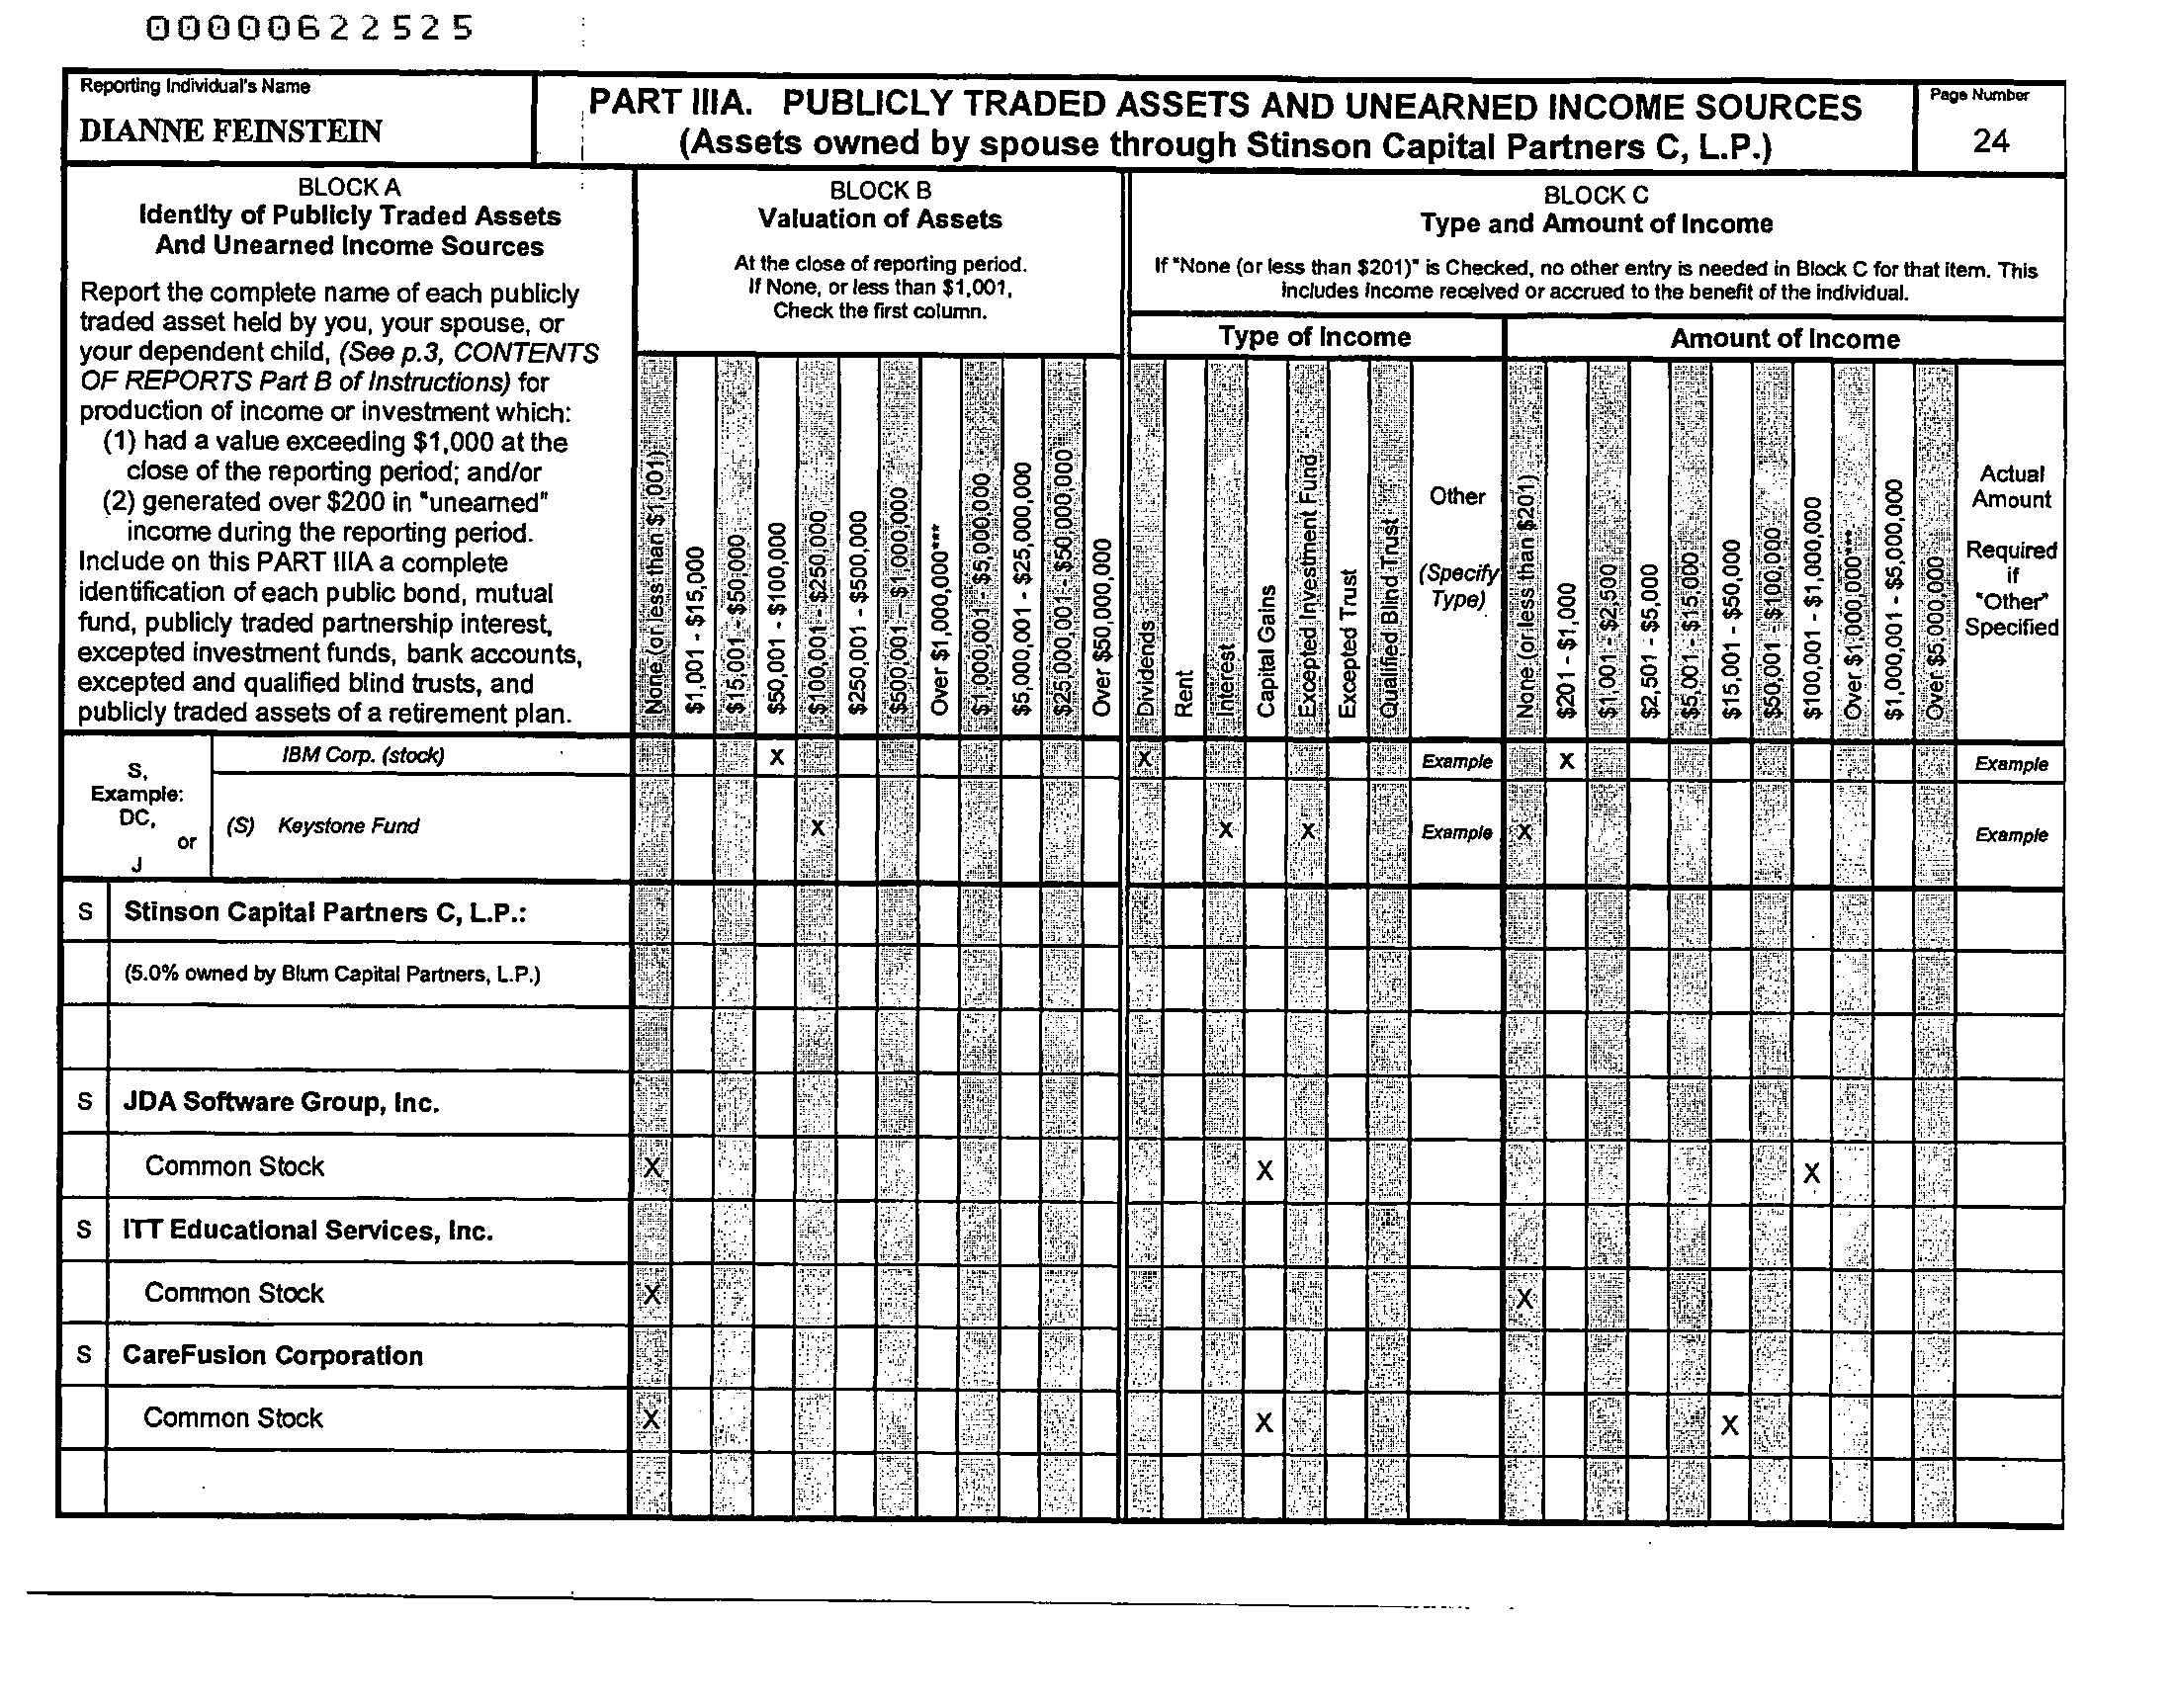 00000622525
Reporting Individual's Name
DIANNE FEINSTEIN
PART IIIA. PUBLICLY TRADED ASSETS AND UNEARNED INCOME SOURCES
(Assets owned by spouse through Stinson Capital Partners C, L.P.)
Page Number
24
BLOCK A
Identity of Publicly Traded Assets
And Unearned Income Sources
Report the complete name of each publicly
traded asset held by you, your spouse, or
your dependent child, (See p.3, CONTENTS
OF REPORTS Part B of Instructions) for
production of income or investment which:
(1) had a value exceeding $1,000 at the
close of the reporting period; and/or
(2) generated over $200 in "unearned"
income during the reporting period.
Include on this PART IIIA a complete
identification of each public bond, mutual
fund, publicly traded partnership interest,
excepted investment funds, bank accounts,
excepted and qualified blind trusts, and
publicly traded assets of a retirement plan.
BLOCK B
Valuation of Assets
At the close of reporting period.
If None, or less than $1,001,
Check the first column.
None (or less than $1,001)
$1,001 - $15,000
$15,001 - $50,000
$50,001 - $100,000
$100,001 - $250,000
$250,001 - $500,000
$500,001 - $1,000,000
Over $1,000,000***
$1,000,001 - $5,000,000
$5,000,001 - $25,000,000
$25,000,001 - $50,000,000
Over $50,000,000
BLOCK C
Type and Amount of Income
If "None (or less than $201)" is Checked, no other entry is needed in Block C for that item. This
includes income received or accrued to the benefit of the individual.
Type of Income
Dividends
Rent
Interest
Capital Gains
Excepted Investment Fund
Excepted Trust
Qualified Blind Trust
Other
(Specify
Type)
Amount of Income
None (or less than $201)
$201 - $1,000
$1,001 - $2,500
$2,501 - $5,000
$5,001 - $15,000
$15,001 - $50,000
$50,001 - $100,000
$100,001 - $1,000,000
Over $1,000,000***
$1,000,001 - $5,000,000
Over $5,000,000
Actual
Amount
Required
if
"Other"
Specified
S,
Example:
DC,
or
J
IBM Corp. (stock) X X Example X Example
(S) Keystone Fund X X X Example X Example
S Stinson Capital Partners C, L.P.:
(5.0% owned by Blum Capital Partners, L.P.)
S JDA Software Group, Inc.
Common Stock X X X
S ITT Educational Services, Inc.
Common Stock X X
S CareFusion Corporation
Common Stock X X X